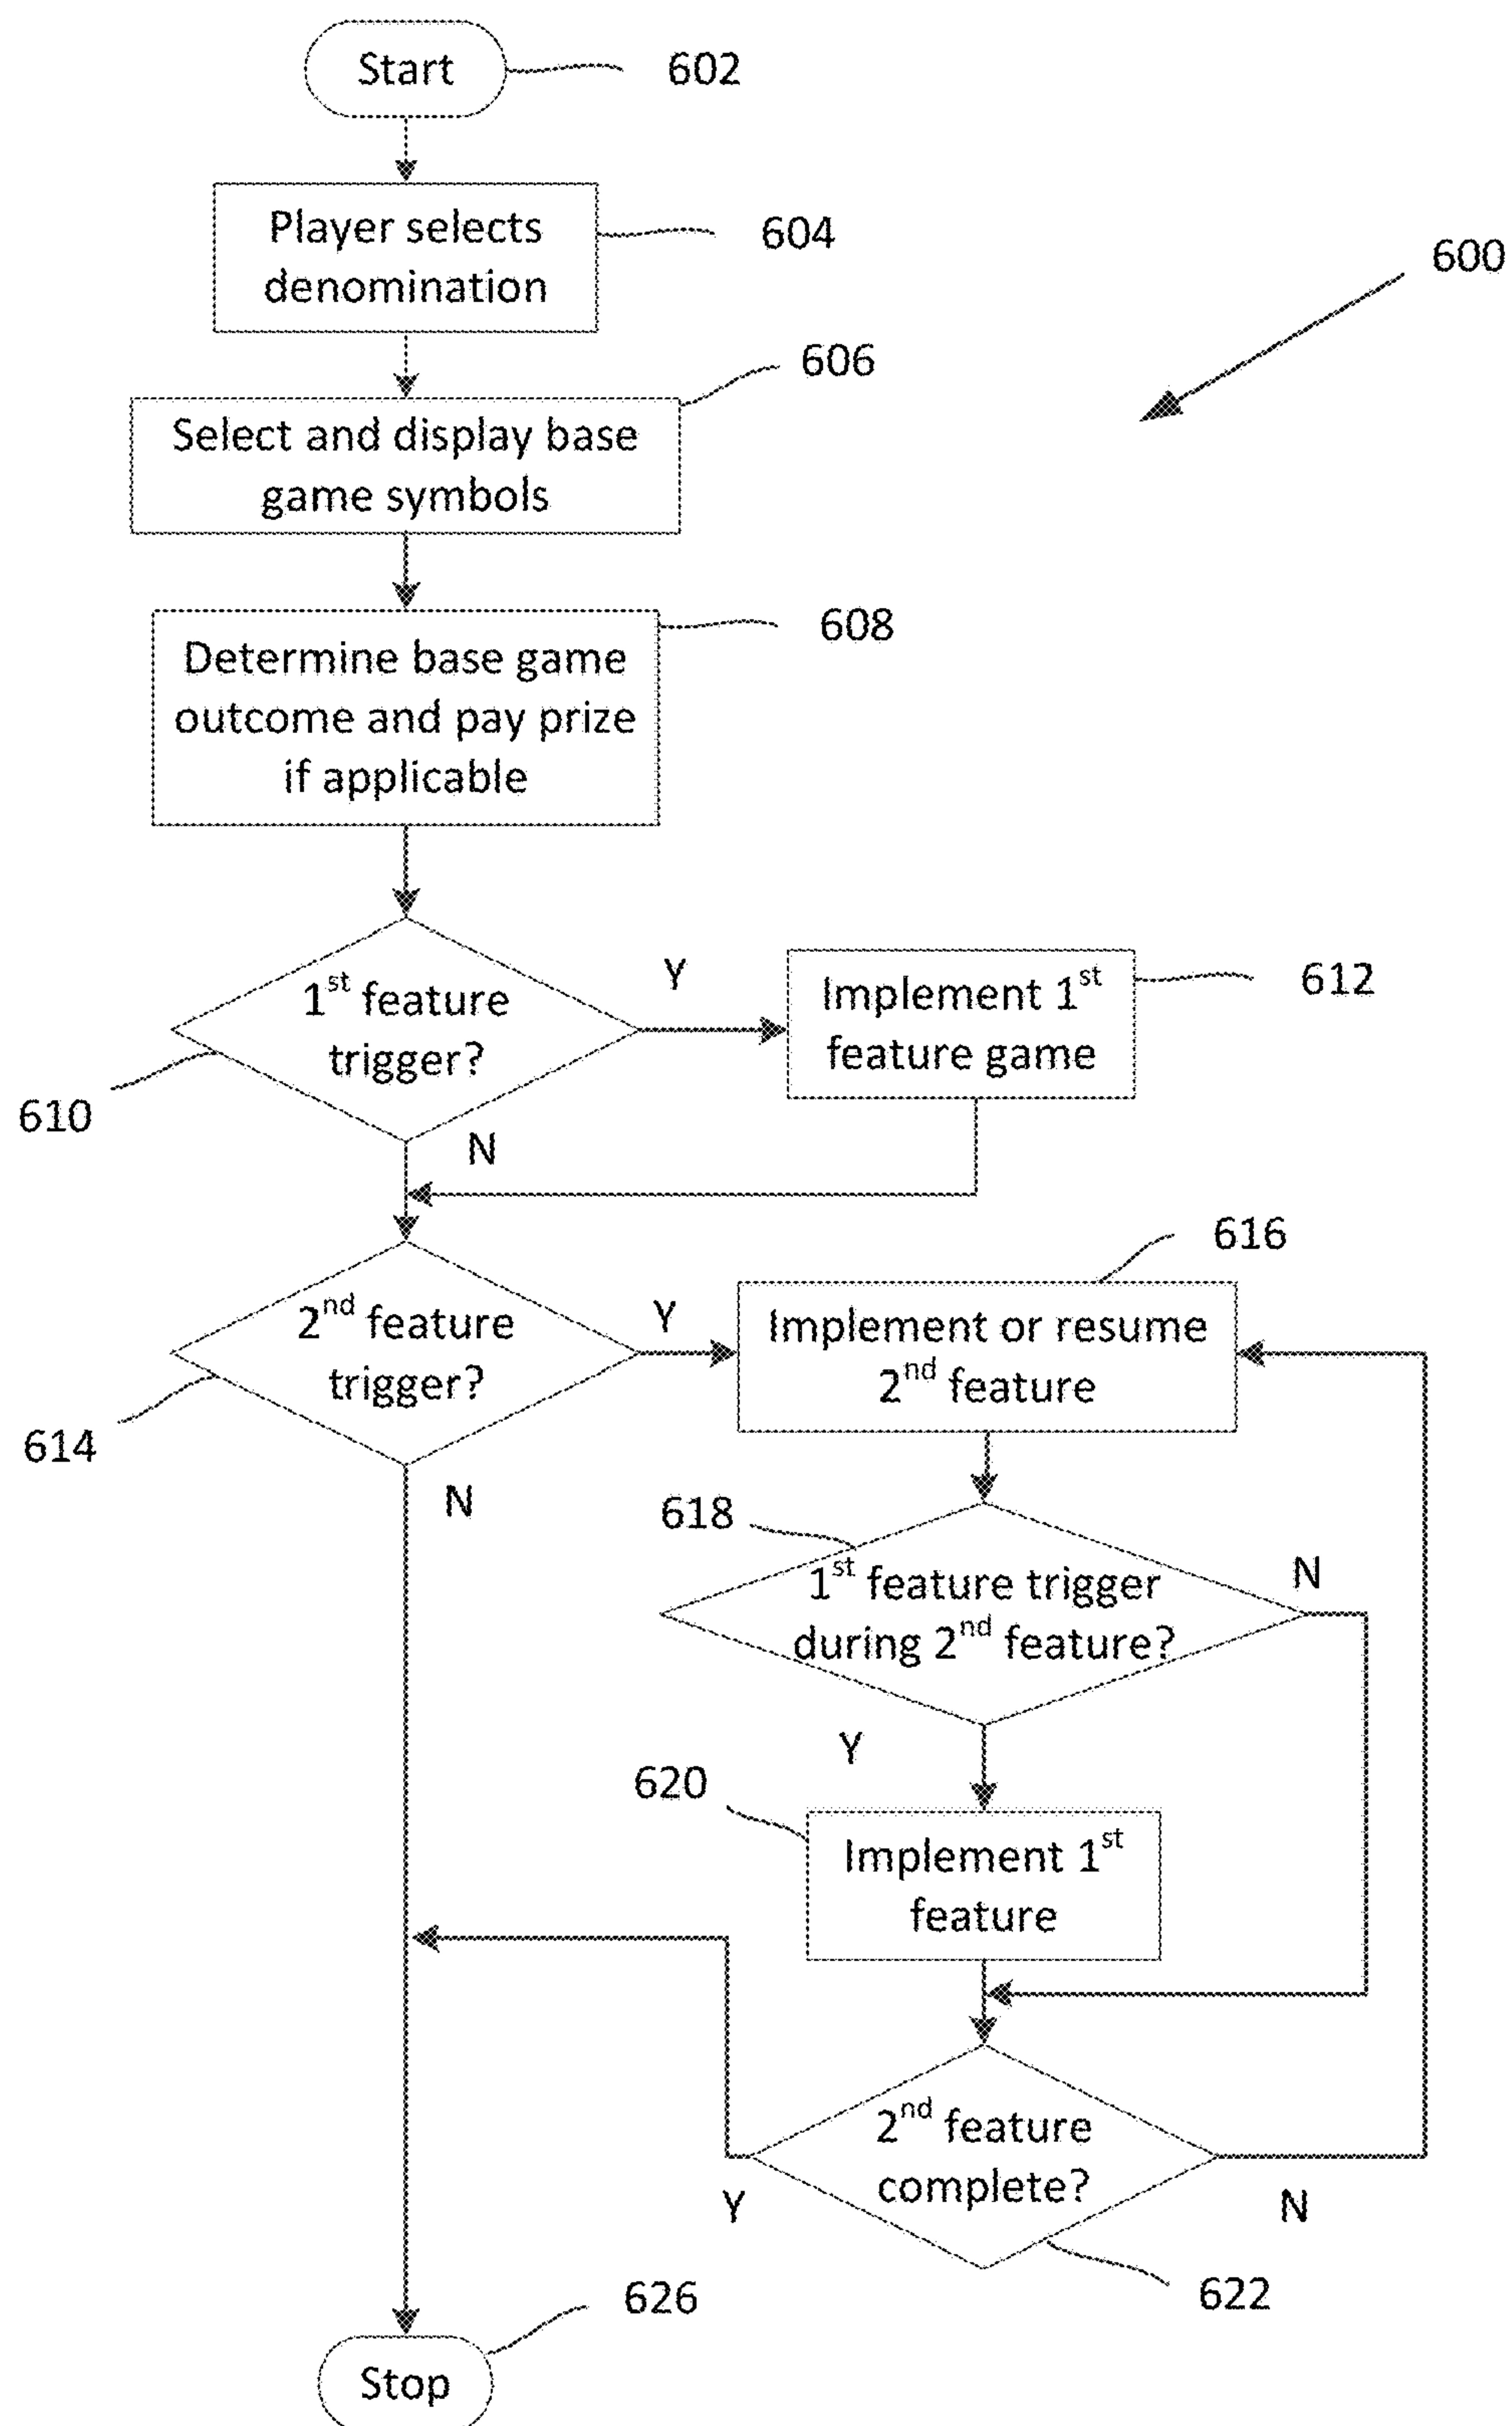 Start
602
Player selects
denomination
604
600
606
Select and display base
game symbols
608
Determine base game
outcome and pay prize
if applicable
1st feature
trigger?
Y
Implement 1st
feature game
612
610
N
616
2nd feature
trigger?
Y
Implement or resume
2nd feature
614
N
618
1st feature trigger
during 2nd feature?
N
Y
620
Implement 1st
feature
2nd feature
complete?
Y
N
622
626
Stop